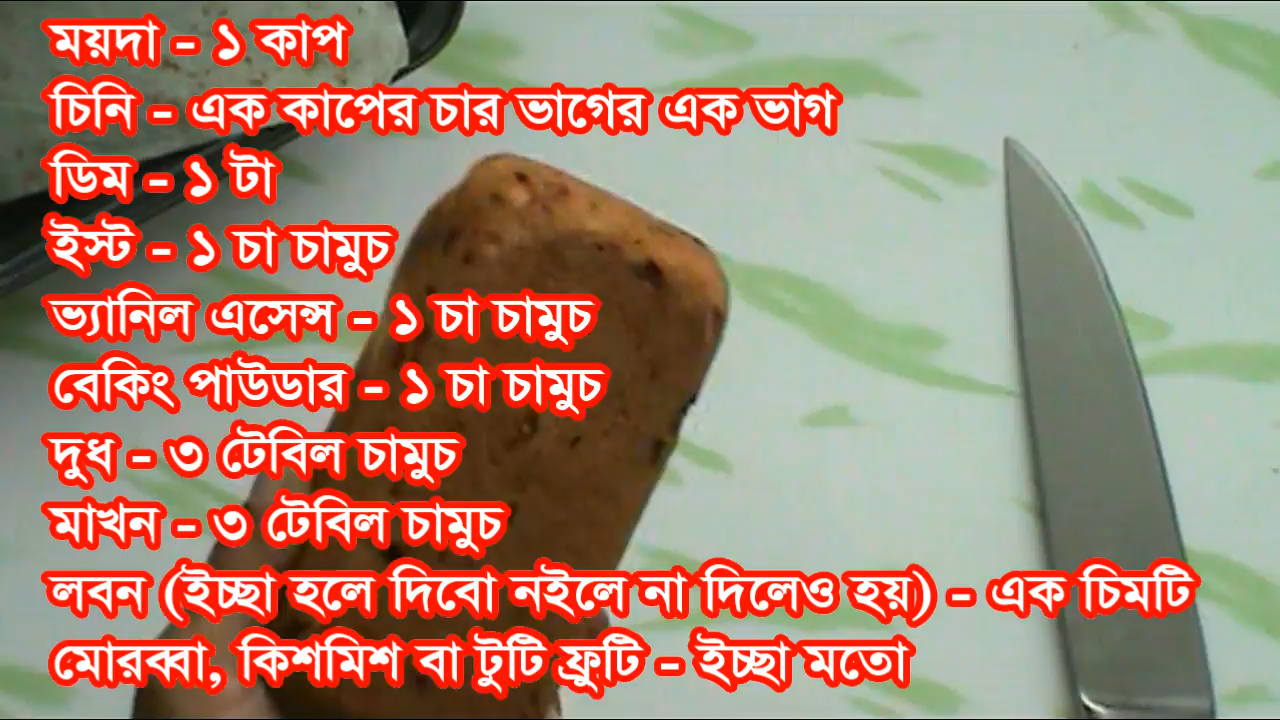 ময়দা - ১ কাপ
চিনি - এক কাপের চার ভাগের এক ভাগ
ডিম - ১ টা
ইস্ট - ১ চা চামুচ
ভ্যানিল এসেন্স - ১ চা চামুচ
বেকিং পাউডার - ১ চা চামুচ
দুধ - ৩ টেবিল চামুচ
মাখন - ৩ টেবিল চামুচ
লবন (ইচ্ছা হলে দিবো নইলে না দিলেও হয়) - এক চিমটি
মোরব্বা, কিশমিশ বা টুটি ফ্রুটি - ইচ্ছা মতো